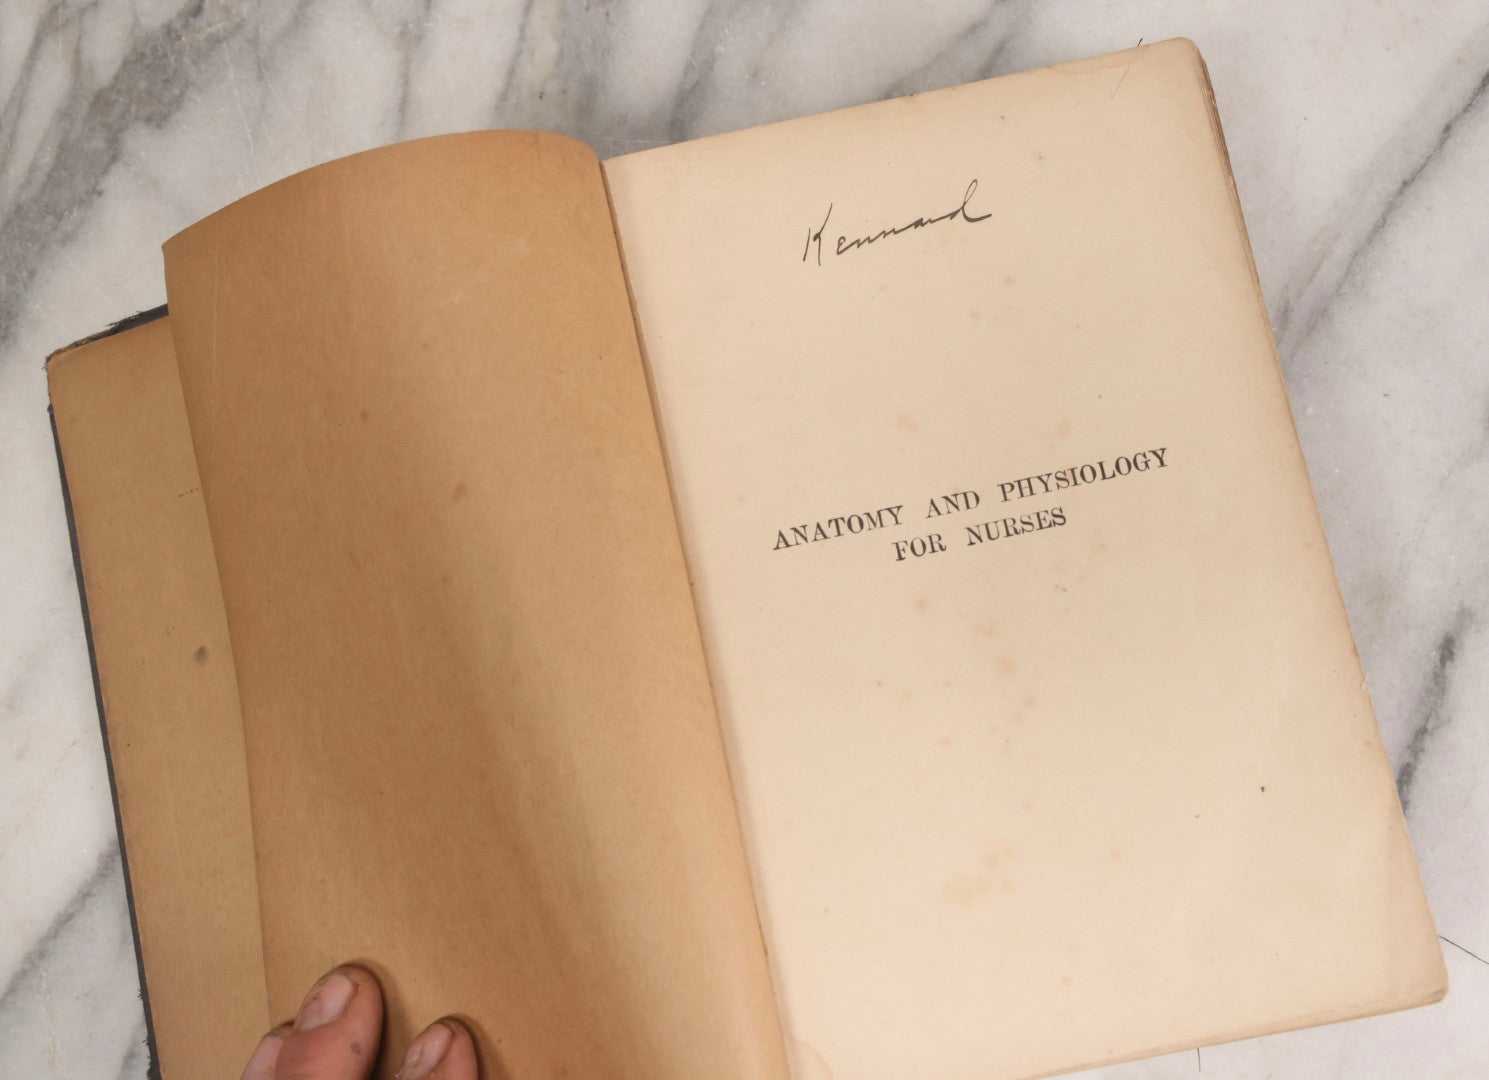 Kennard
ANATOMY AND PHYSIOLOGY
FOR NURSES